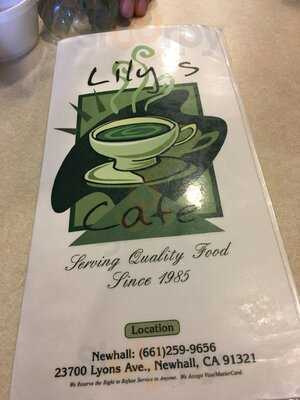 Lily's
Cafe
Serving Quality Food
Since 1985
Location
Newhall: (661)259-9656
23700 Lyons Ave., Newhall, CA 91321
We Reserve the Right to Refuse Service to Anyone. We Accept Visa/MasterCard.